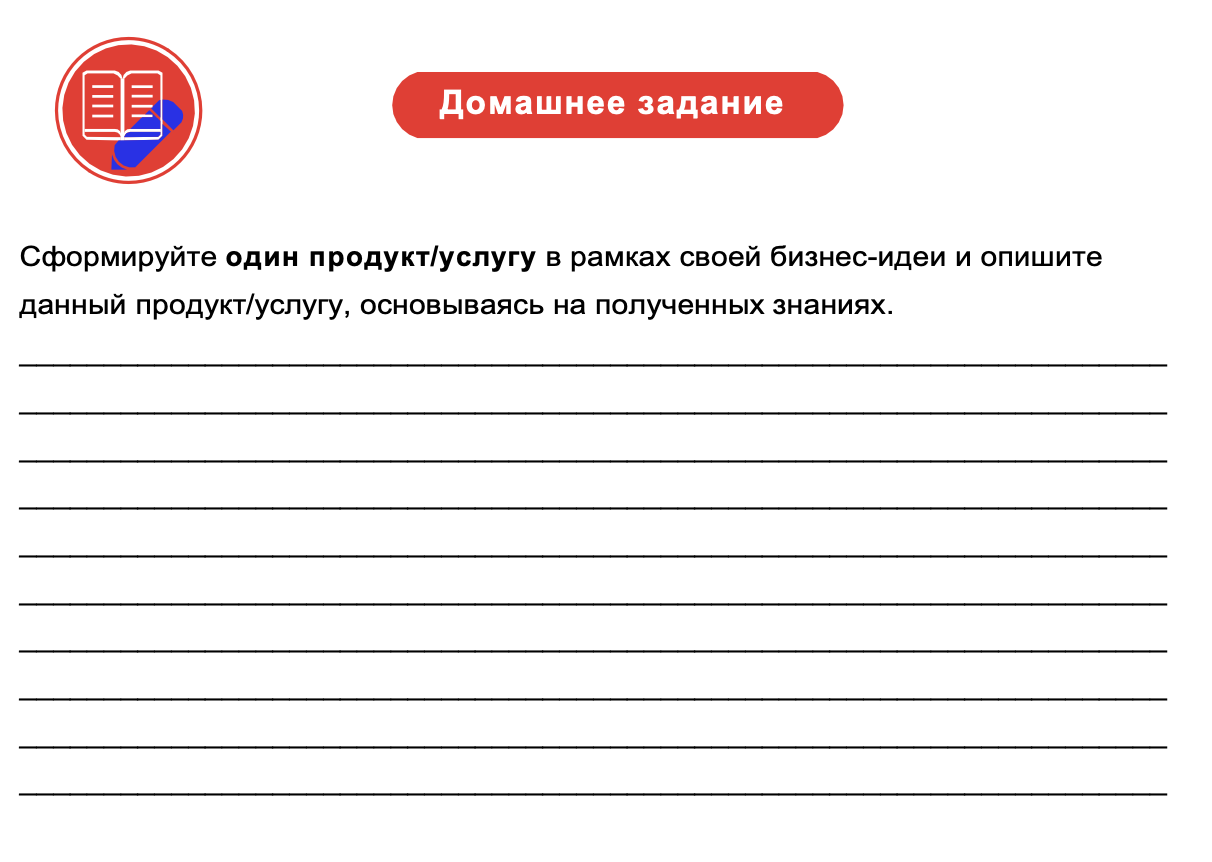 Домашнее задание
Сформируйте один продукт/услугу в рамках своей бизнес-идеи и опишите
данный продукт/услугу, основываясь на полученных знаниях.